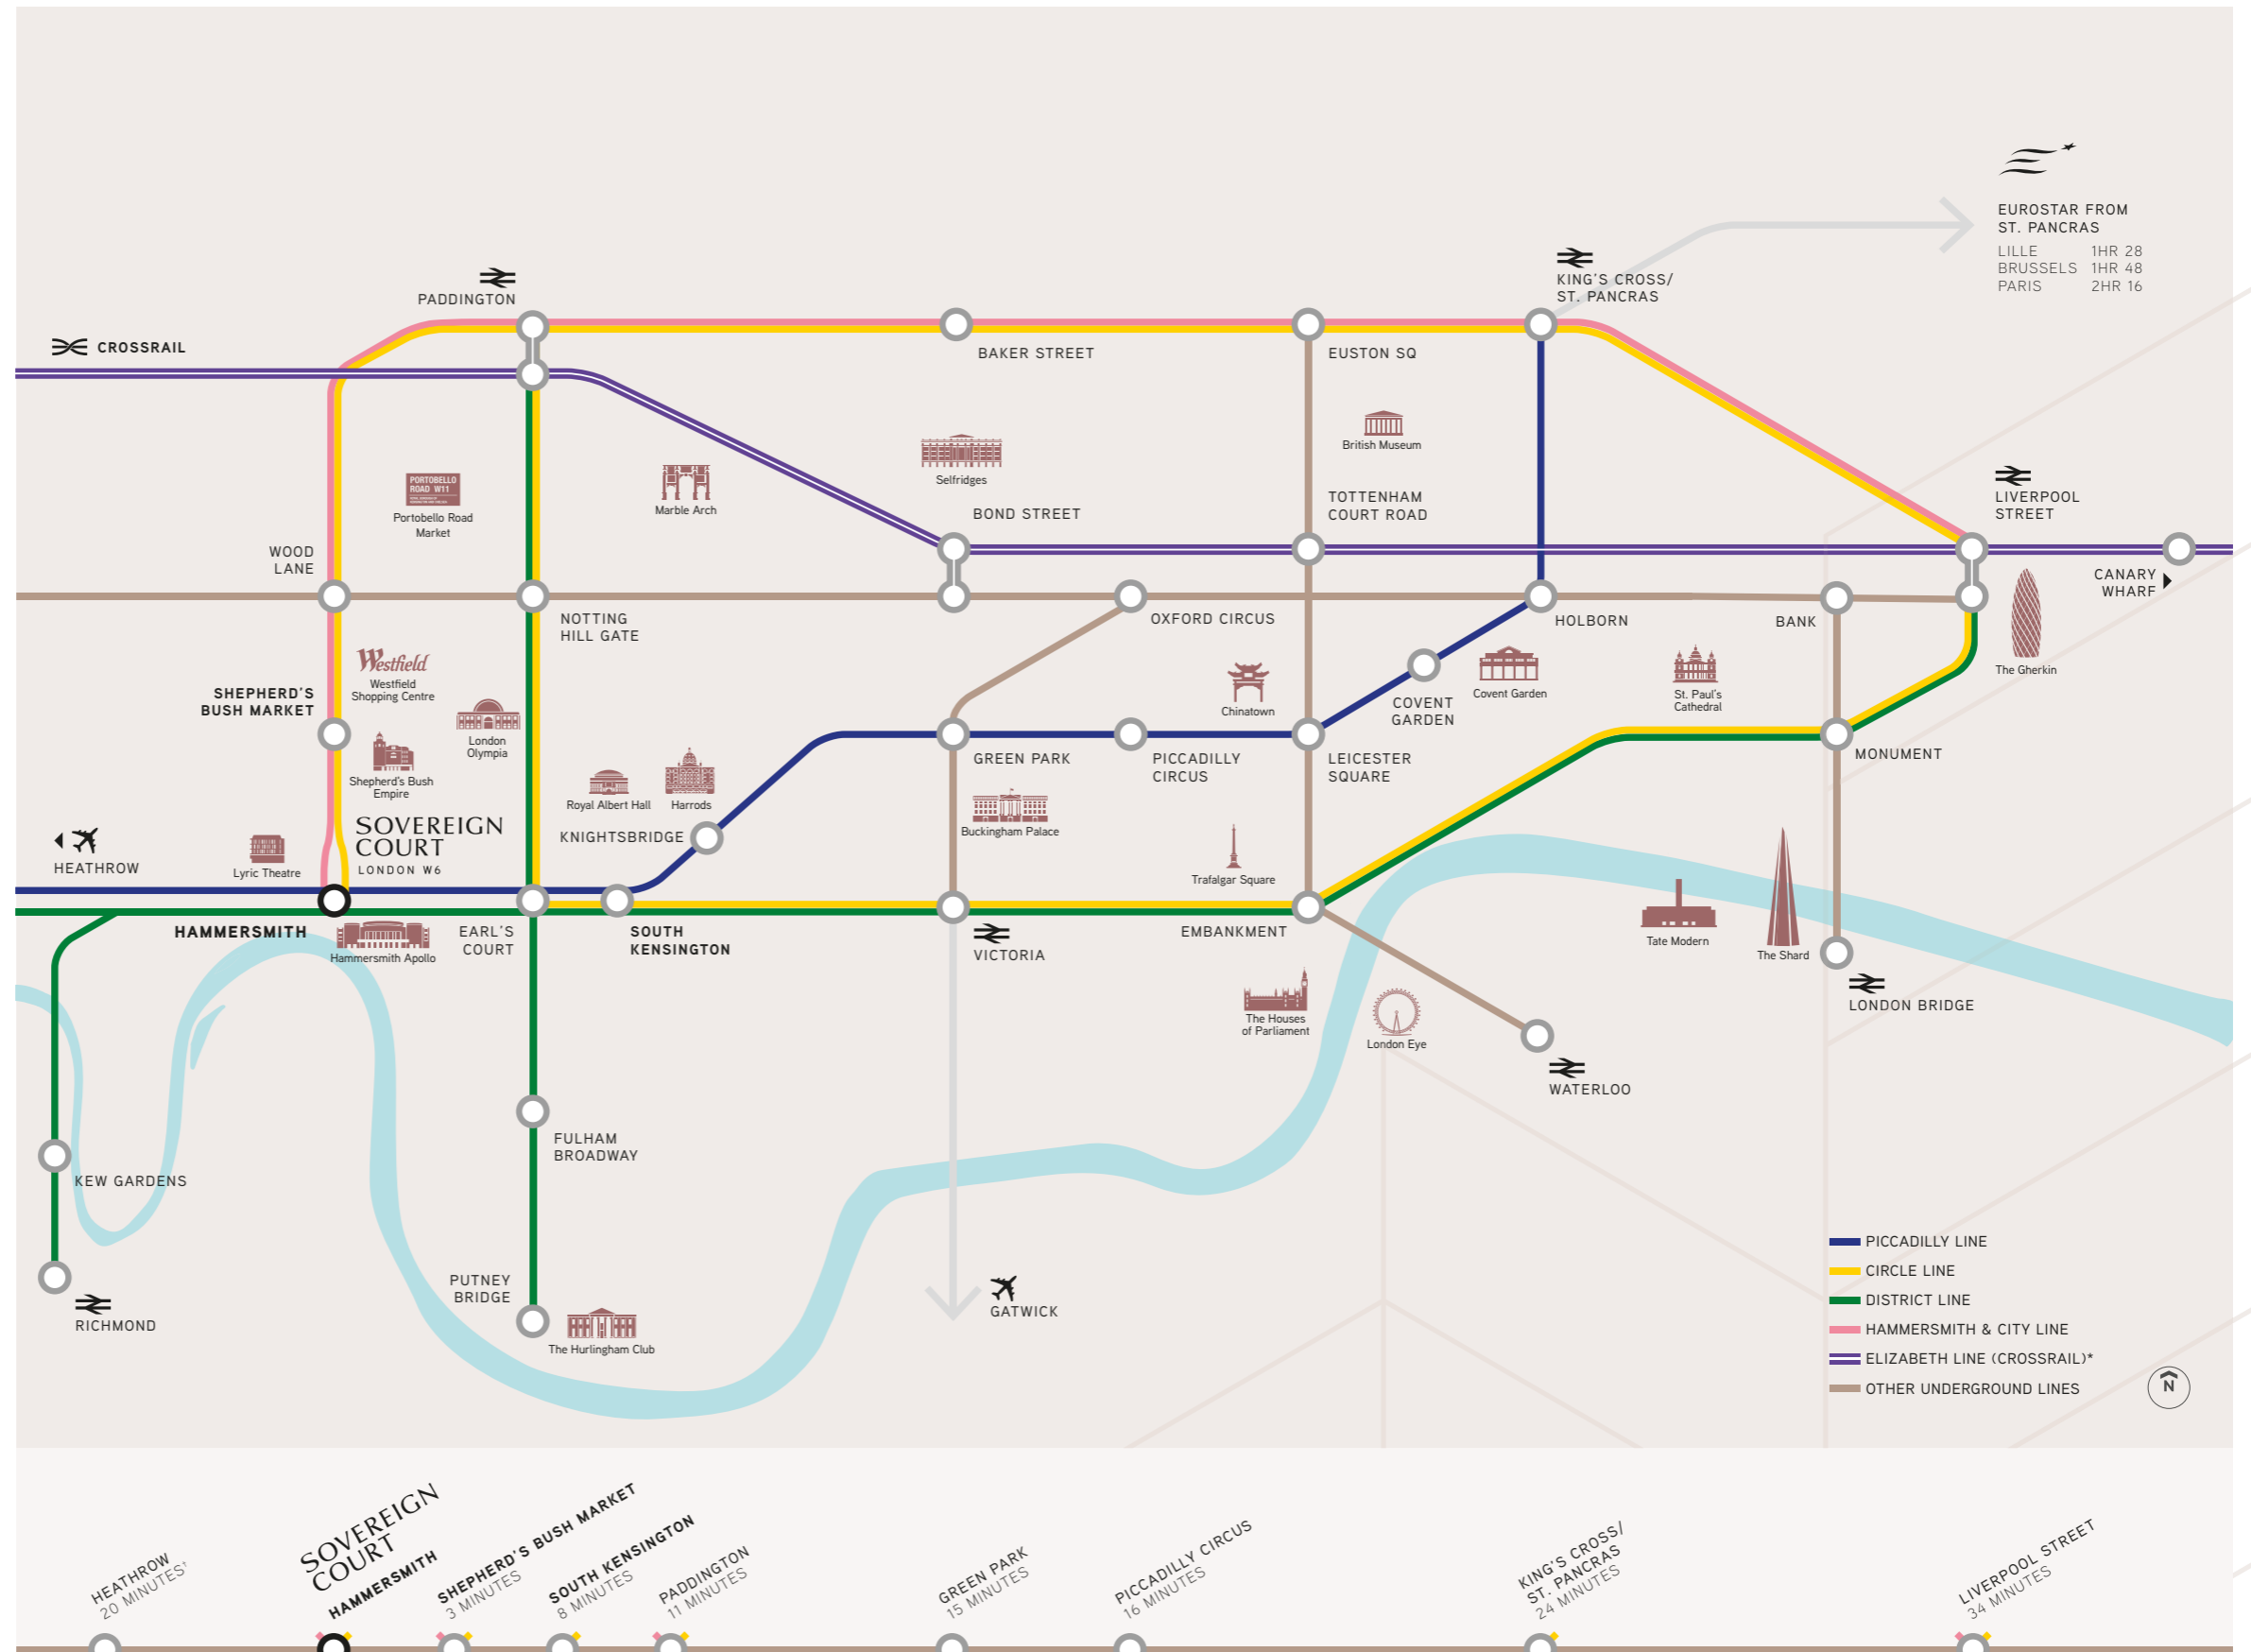 EUROSTAR FROM
ST. PANCRAS
LILLE 1HR 28
BRUSSELS 1HR 48
PARIS 2HR 16
KING'S CROSS/
ST. PANCRAS
PADDINGTON
CROSSRAIL
BAKER STREET
EUSTON SQ
British Museum
Selfridges
PORTOBELLO
ROAD W11
Portobello Road
Market
Marble Arch
BOND STREET
TOTTENHAM
COURT ROAD
LIVERPOOL
STREET
WOOD
LANE
CANARY
WHARF
NOTTING
HILL GATE
OXFORD CIRCUS
HOLBORN
BANK
The Gherkin
Westfield
Westfield
Shopping Centre
SHEPHERD'S
BUSH MARKET
London
Olympia
Chinatown
COVENT
GARDEN
Covent Garden
St. Paul's
Cathedral
Shepherd's Bush
Empire
Royal Albert Hall
Harrods
GREEN PARK
PICCADILLY
CIRCUS
LEICESTER
SQUARE
MONUMENT
KNIGHTSBRIDGE
Buckingham Palace
SOVEREIGN
COURT
LONDON W6
HEATHROW
Lyric Theatre
Trafalgar Square
HAMMERSMITH
Hammersmith Apollo
EARL'S
COURT
SOUTH
KENSINGTON
VICTORIA
EMBANKMENT
Tate Modern
The Shard
LONDON BRIDGE
The Houses
of Parliament
London Eye
WATERLOO
FULHAM
BROADWAY
KEW GARDENS
PUTNEY
BRIDGE
RICHMOND
The Hurlingham Club
GATWICK
PICCADILLY LINE
CIRCLE LINE
DISTRICT LINE
HAMMERSMITH & CITY LINE
ELIZABETH LINE (CROSSRAIL)*
OTHER UNDERGROUND LINES
N
HEATHROW
20 MINUTES†
SOVEREIGN
COURT
HAMMERSMITH
SHEPHERD'S BUSH MARKET
3 MINUTES
SOUTH KENSINGTON
8 MINUTES
PADDINGTON
11 MINUTES
GREEN PARK
15 MINUTES
PICCADILLY CIRCUS
16 MINUTES
KING'S CROSS/
ST. PANCRAS
24 MINUTES
LIVERPOOL STREET
34 MINUTES